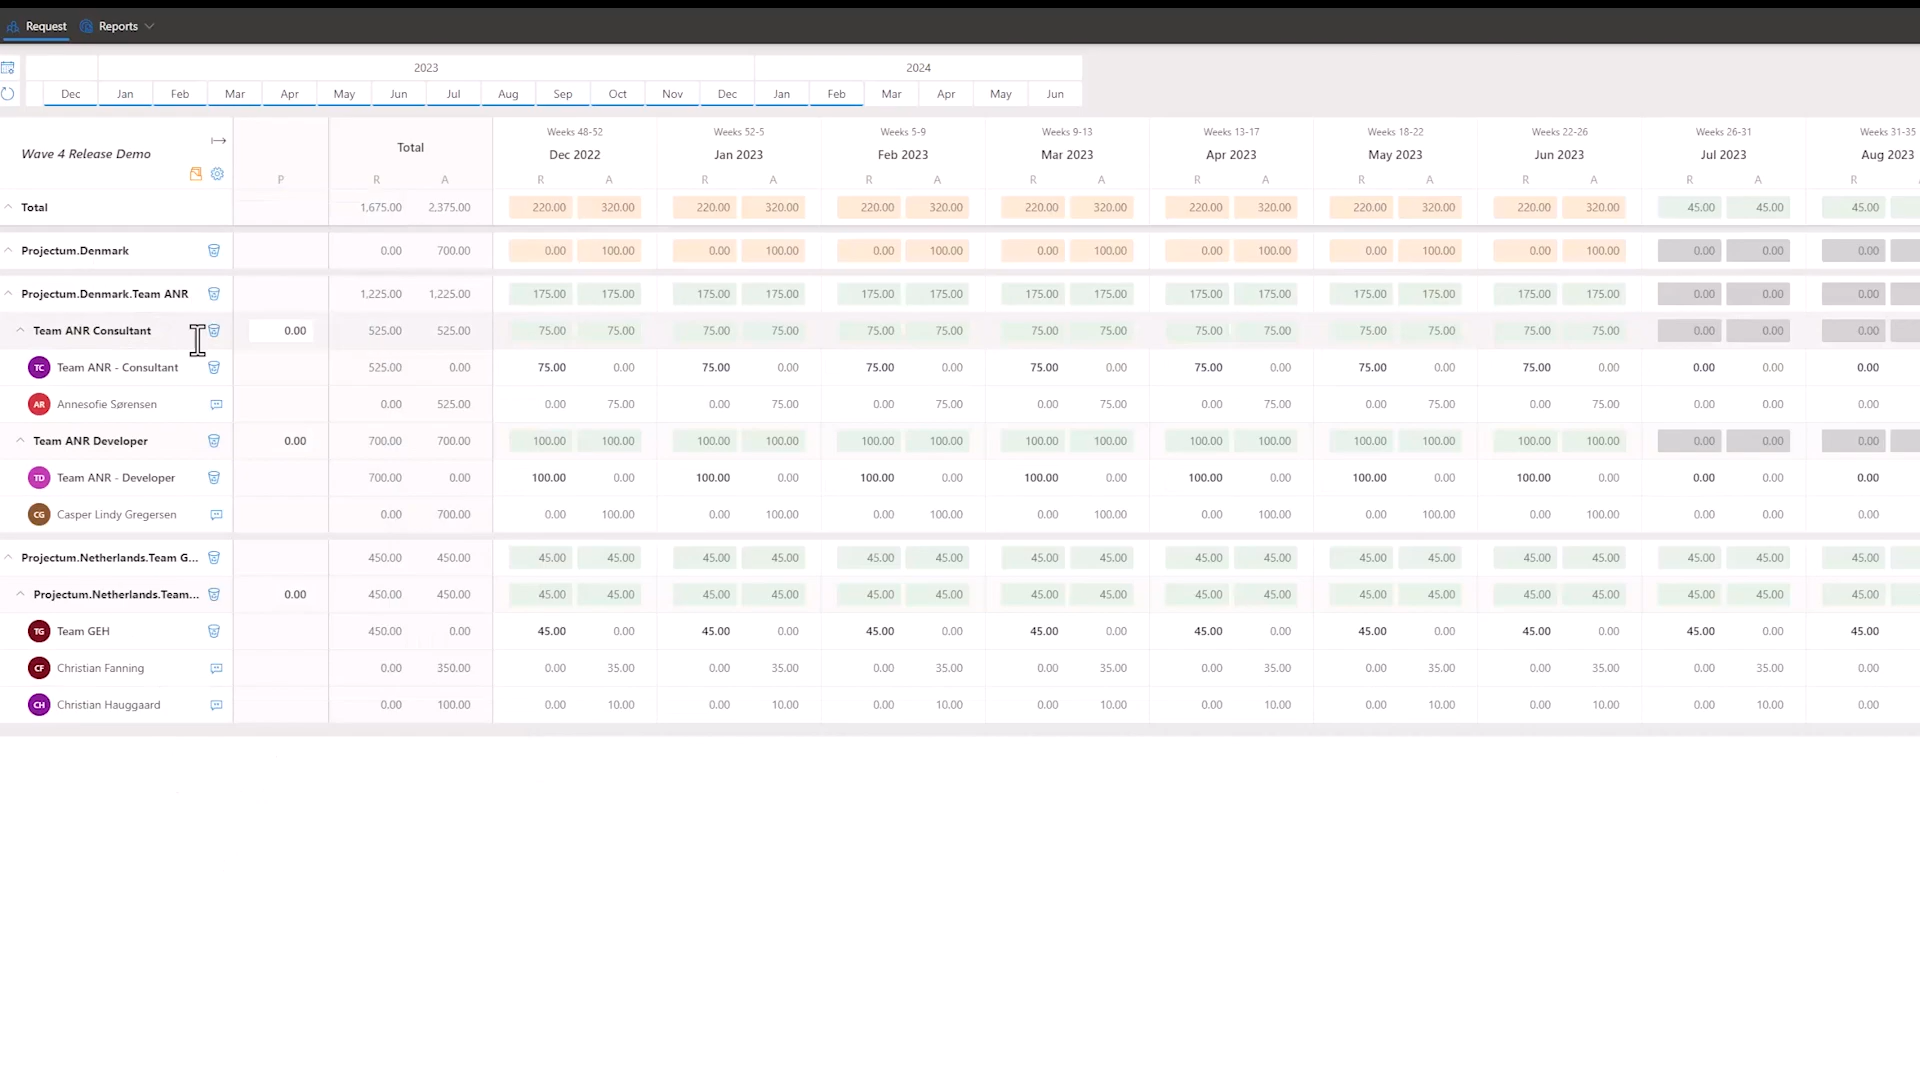 Request Reports
2023 2024
Dec Jan Feb Mar Apr May Jun Jul Aug Sep Oct Nov Dec Jan Feb Mar Apr May Jun
Weeks 48-52 Weeks 52-5 Weeks 5-9 Weeks 9-13 Weeks 13-17 Weeks 18-22 Weeks 22-26 Weeks 26-31 Weeks 31-35
Wave 4 Release Demo Total Dec 2022 Jan 2023 Feb 2023 Mar 2023 Apr 2023 May 2023 Jun 2023 Jul 2023 Aug 2023
P R A R A R A R A R A R A R A R A R A R
Total 1,675.00 2,375.00 220.00 320.00 220.00 320.00 220.00 320.00 220.00 320.00 220.00 320.00 220.00 320.00 220.00 320.00 45.00 45.00 45.00
Projectum.Denmark 0.00 700.00 0.00 100.00 0.00 100.00 0.00 100.00 0.00 100.00 0.00 100.00 0.00 100.00 0.00 100.00 0.00 0.00 0.00
Projectum.Denmark.Team ANR 1,225.00 1,225.00 175.00 175.00 175.00 175.00 175.00 175.00 175.00 175.00 175.00 175.00 175.00 175.00 175.00 175.00 0.00 0.00 0.00
Team ANR Consultant 0.00 525.00 525.00 75.00 75.00 75.00 75.00 75.00 75.00 75.00 75.00 75.00 75.00 75.00 75.00 75.00 75.00 0.00 0.00 0.00
TC Team ANR - Consultant 525.00 0.00 75.00 0.00 75.00 0.00 75.00 0.00 75.00 0.00 75.00 0.00 75.00 0.00 75.00 0.00 0.00 0.00 0.00
AR Annesofie Sørensen 0.00 525.00 0.00 75.00 0.00 75.00 0.00 75.00 0.00 75.00 0.00 75.00 0.00 75.00 0.00 75.00 0.00 0.00 0.00
Team ANR Developer 0.00 700.00 700.00 100.00 100.00 100.00 100.00 100.00 100.00 100.00 100.00 100.00 100.00 100.00 100.00 100.00 100.00 0.00 0.00 0.00
TD Team ANR - Developer 700.00 0.00 100.00 0.00 100.00 0.00 100.00 0.00 100.00 0.00 100.00 0.00 100.00 0.00 100.00 0.00 0.00 0.00 0.00
CG Casper Lindy Gregersen 0.00 700.00 0.00 100.00 0.00 100.00 0.00 100.00 0.00 100.00 0.00 100.00 0.00 100.00 0.00 100.00 0.00 0.00 0.00
Projectum.Netherlands.Team G... 450.00 450.00 45.00 45.00 45.00 45.00 45.00 45.00 45.00 45.00 45.00 45.00 45.00 45.00 45.00 45.00 45.00 45.00 45.00
Projectum.Netherlands.Team... 0.00 450.00 450.00 45.00 45.00 45.00 45.00 45.00 45.00 45.00 45.00 45.00 45.00 45.00 45.00 45.00 45.00 45.00 45.00 45.00
TG Team GEH 450.00 0.00 45.00 0.00 45.00 0.00 45.00 0.00 45.00 0.00 45.00 0.00 45.00 0.00 45.00 0.00 45.00 0.00 45.00
CF Christian Fanning 0.00 350.00 0.00 35.00 0.00 35.00 0.00 35.00 0.00 35.00 0.00 35.00 0.00 35.00 0.00 35.00 0.00 35.00 0.00
CH Christian Hauggaard 0.00 100.00 0.00 10.00 0.00 10.00 0.00 10.00 0.00 10.00 0.00 10.00 0.00 10.00 0.00 10.00 0.00 10.00 0.00